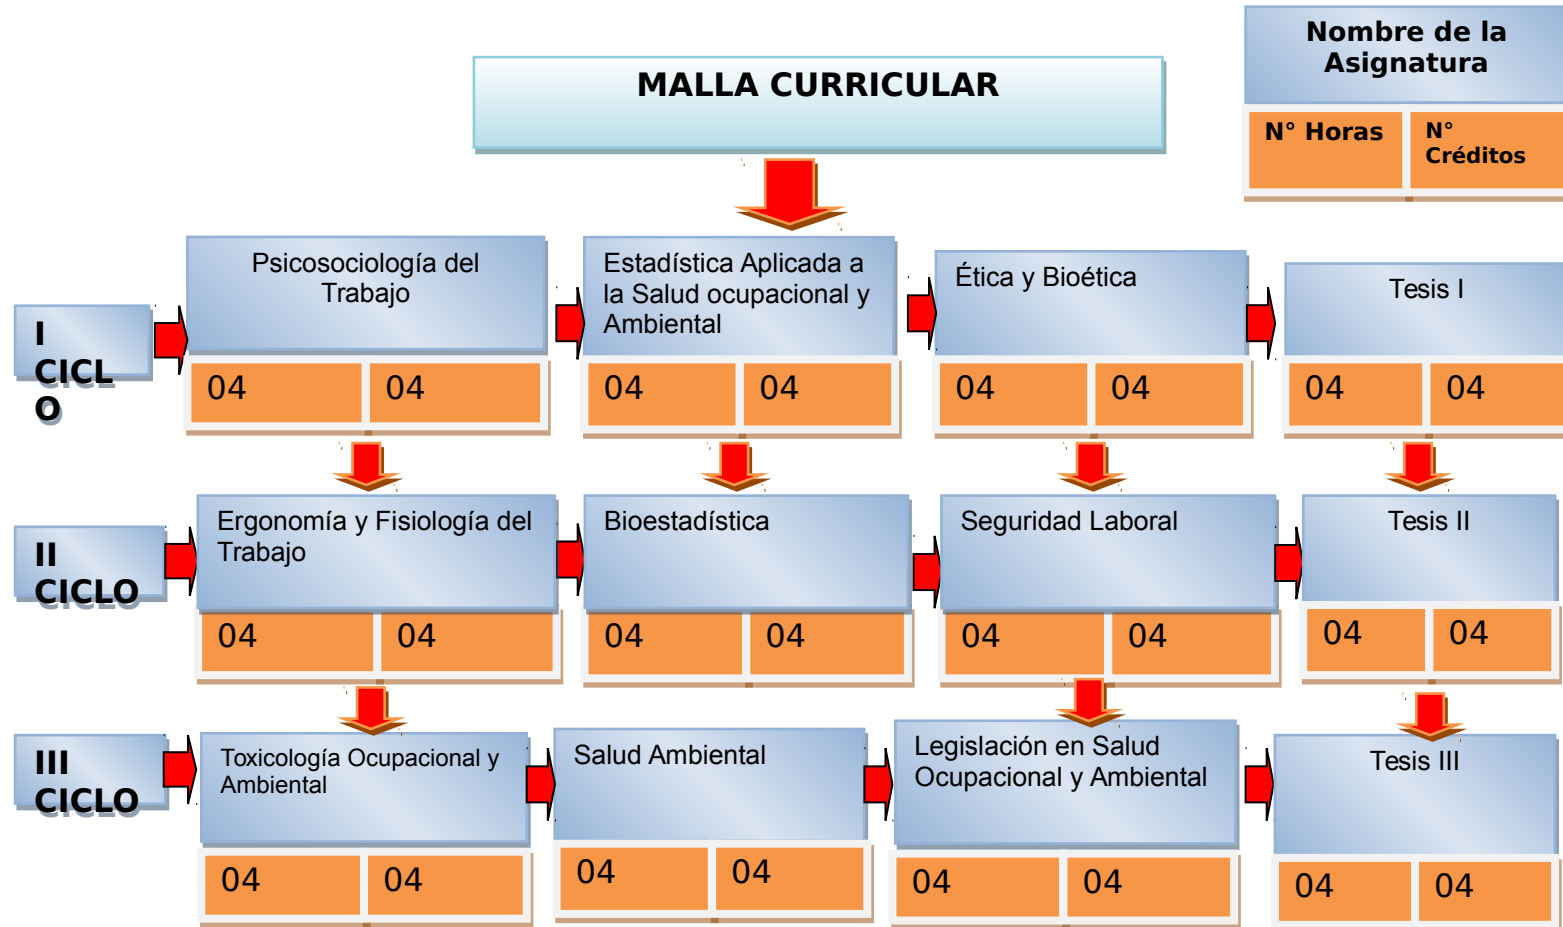 Nombre de la
Asignatura
MALLA CURRICULAR
N° Horas
N°
Créditos
Psicosociología del
Trabajo
Estadística Aplicada a
la Salud ocupacional y
Ambiental
Ética y Bioética
Tesis I
I
CICL
O
04
04
04
04
04
04
04
04
Ergonomía y Fisiología del
Trabajo
Bioestadística
Seguridad Laboral
Tesis II
II
CICLO
04
04
04
04
04
04
04
04
III
CICLO
Toxicología Ocupacional y
Ambiental
Salud Ambiental
Legislación en Salud
Ocupacional y Ambiental
Tesis III
04
04
04
04
04
04
04
04